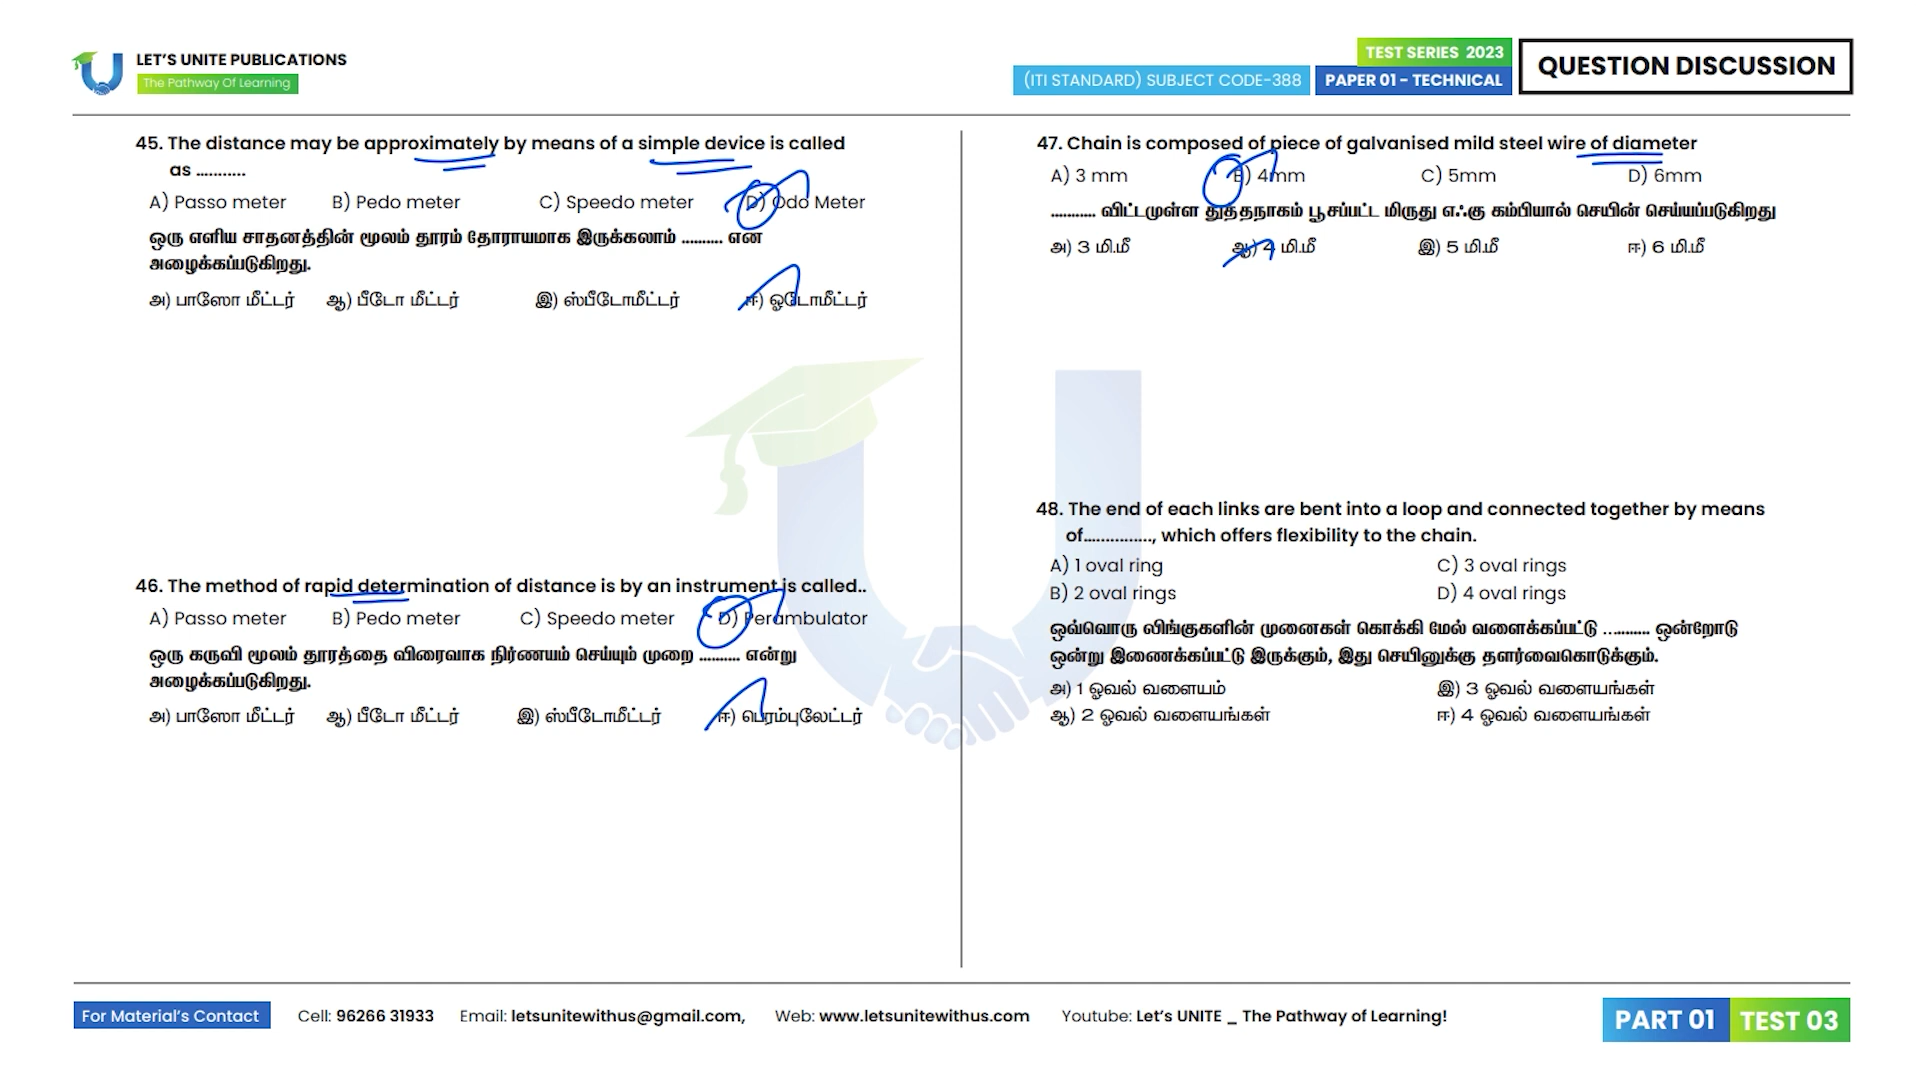 LET'S UNITE PUBLICATIONS
The Pathway Of Learning
TEST SERIES 2023
(ITI STANDARD) SUBJECT CODE-388
PAPER 01 - TECHNICAL
QUESTION DISCUSSION
45. The distance may be approximately by means of a simple device is called
as ...........
A) Passo meter B) Pedo meter C) Speedo meter D) Odo Meter
ஒரு எளிய சாதனத்தின் மூலம் தூரம் தோராயமாக இருக்கலாம் .......... என
அழைக்கப்படுகிறது.
அ) பாஸோ மீட்டர் ஆ) பீடோ மீட்டர் இ) ஸ்பீடோமீட்டர் ஈ) ஓடோமீட்டர்
46. The method of rapid determination of distance is by an instrument is called..
A) Passo meter B) Pedo meter C) Speedo meter D) Perambulator
ஒரு கருவி மூலம் தூரத்தை விரைவாக நிர்ணயம் செய்யும் முறை .......... என்று
அழைக்கப்படுகிறது.
அ) பாஸோ மீட்டர் ஆ) பீடோ மீட்டர் இ) ஸ்பீடோமீட்டர் ஈ) பெரம்புலேட்டர்
47. Chain is composed of piece of galvanised mild steel wire of diameter
A) 3 mm B) 4mm C) 5mm D) 6mm
........... விட்டமுள்ள துத்தநாகம் பூசப்பட்ட மிருது எஃகு கம்பியால் செயின் செய்யப்படுகிறது
அ) 3 மி.மீ ஆ) 4 மி.மீ இ) 5 மி.மீ ஈ) 6 மி.மீ
48. The end of each links are bent into a loop and connected together by means
of..............., which offers flexibility to the chain.
A) 1 oval ring C) 3 oval rings
B) 2 oval rings D) 4 oval rings
ஒவ்வொரு லிங்குகளின் முனைகள் கொக்கி மேல் வளைக்கப்பட்டு ........... ஒன்றோடு
ஒன்று இணைக்கப்பட்டு இருக்கும், இது செயினுக்கு தளர்வைகொடுக்கும்.
அ) 1 ஓவல் வளையம் இ) 3 ஓவல் வளையங்கள்
ஆ) 2 ஓவல் வளையங்கள் ஈ) 4 ஓவல் வளையங்கள்
For Material's Contact Cell: 96266 31933 Email: letsunitewithus@gmail.com, Web: www.letsunitewithus.com Youtube: Let's UNITE _ The Pathway of Learning!
PART 01 TEST 03